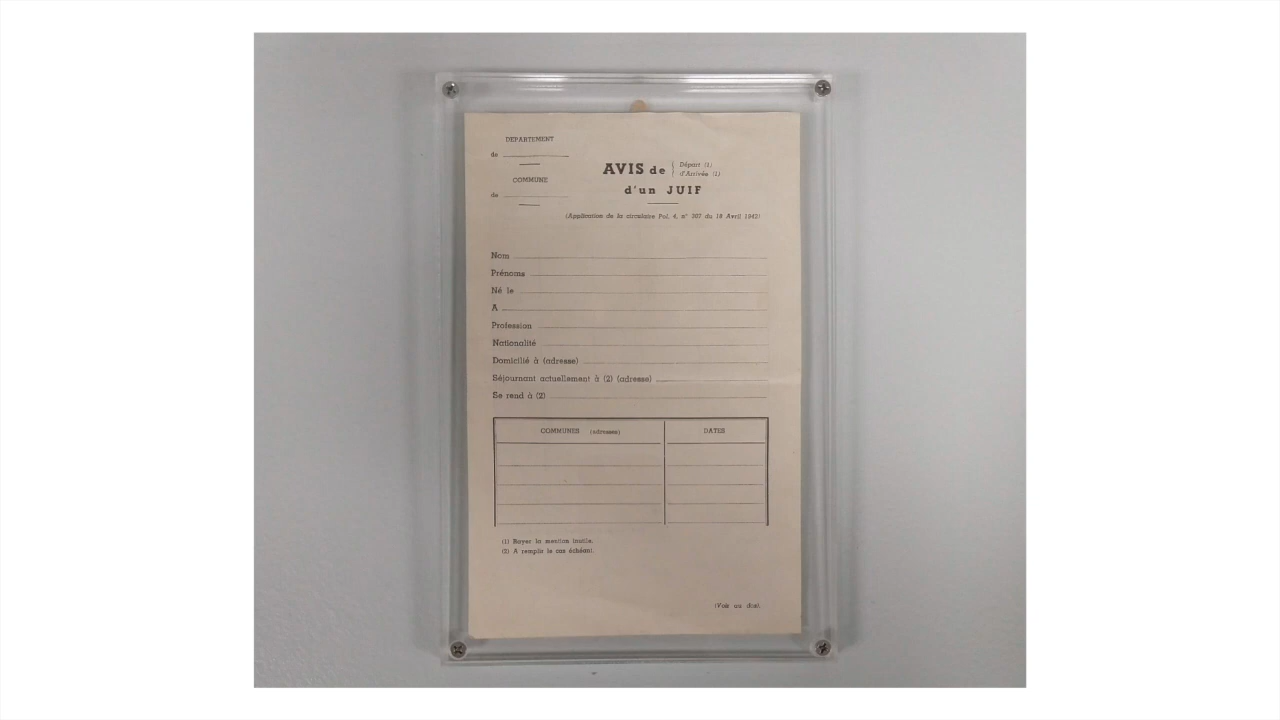 DEPARTEMENT
de
COMMUNE
de
AVIS de { Départ (1)
d'Arrivée (1)
d'un JUIF
(Application de la circulaire Pol. 4, n° 307 du 18 Avril 1942)
Nom
Prénoms
Né le
A
Profession
Nationalité
Domicilié à (adresse)
Séjournant actuellement à (2) (adresse)
Se rend à (2)
COMMUNES (adresses) DATES
(1) Rayer la mention inutile.
(2) A remplir le cas échéant.
(Voir au dos).